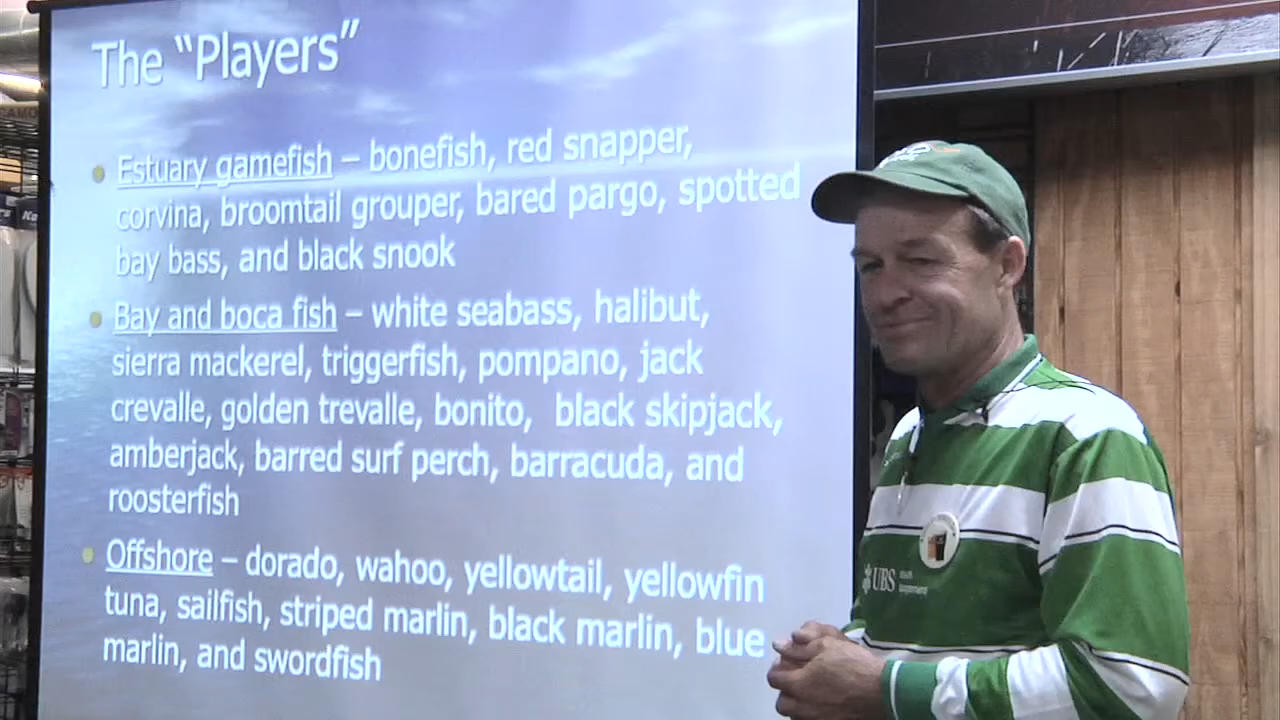 The “Players”
Estuary gamefish – bonefish, red snapper,
corvina, broomtail grouper, bared pargo, spotted
bay bass, and black snook
Bay and boca fish – white seabass, halibut,
sierra mackerel, triggerfish, pompano, jack
crevalle, golden trevalle, bonito, black skipjack,
amberjack, barred surf perch, barracuda, and
roosterfish
Offshore – dorado, wahoo, yellowtail, yellowfin
tuna, sailfish, striped marlin, black marlin, blue
marlin, and swordfish
UBS